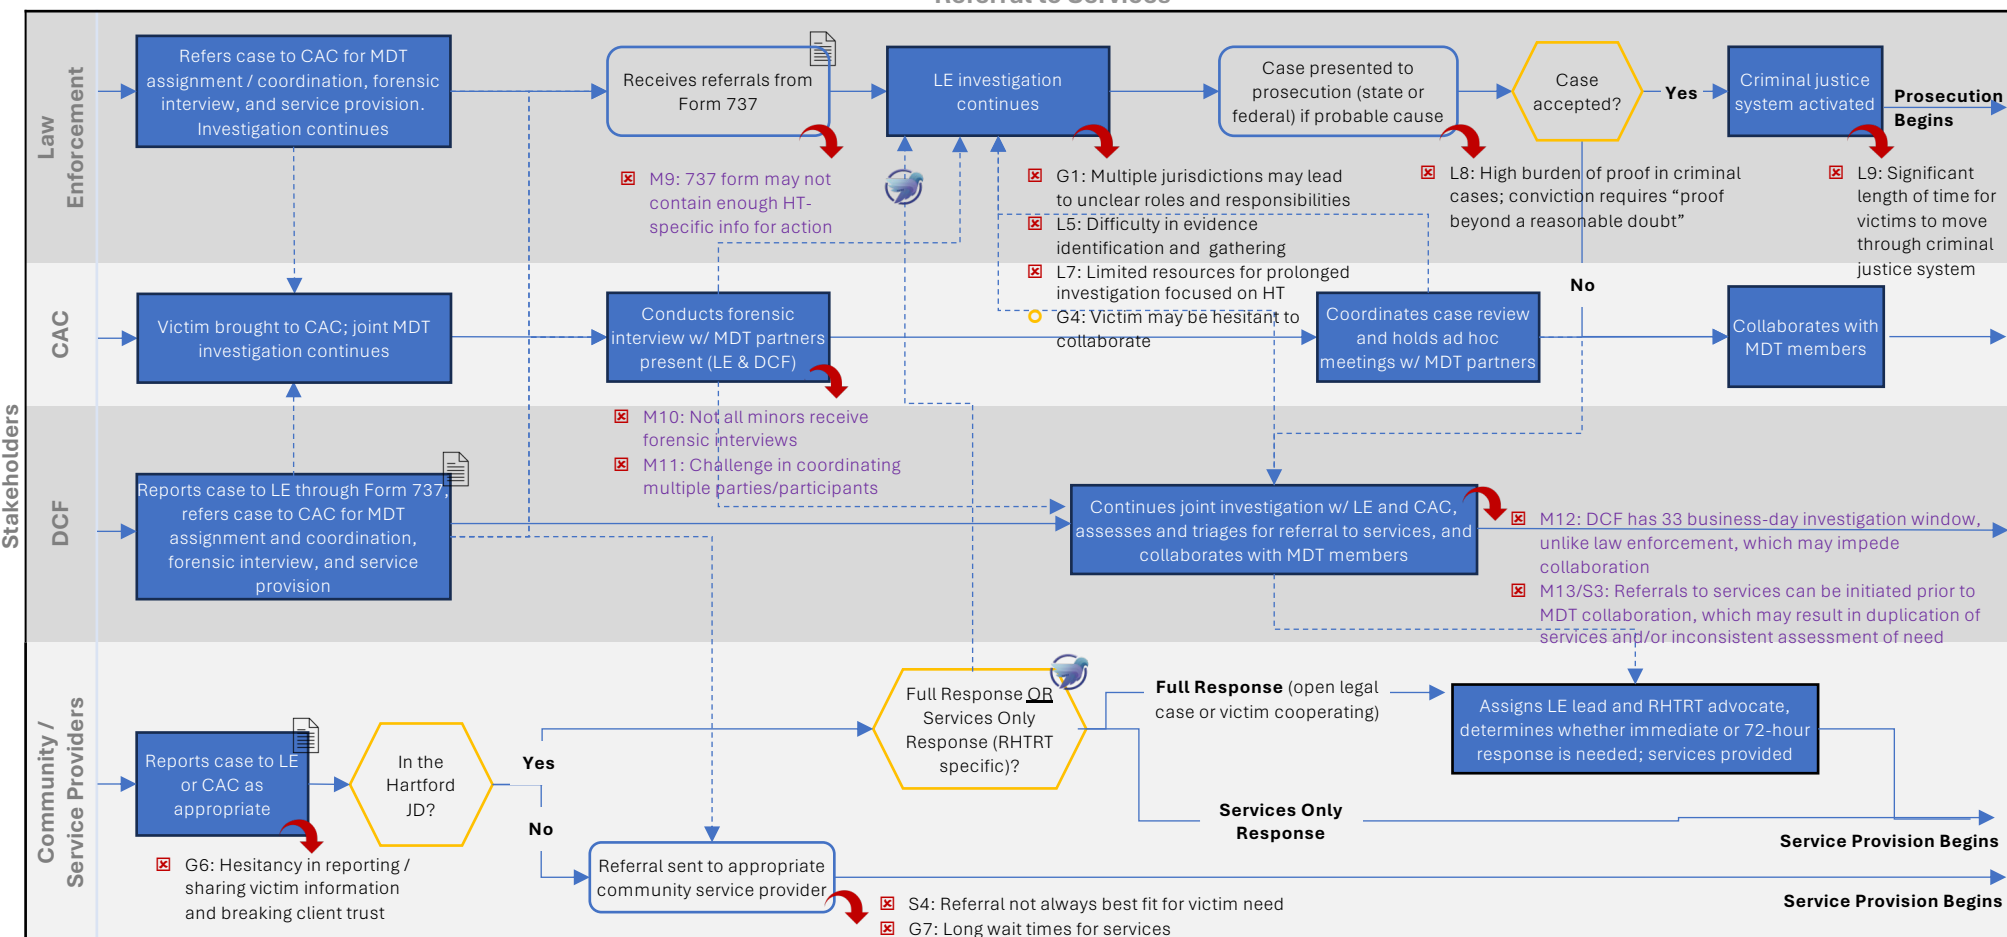 Referral to Services
Stakeholders
Law
Enforcement
Refers case to CAC for MDT
assignment / coordination, forensic
interview, and service provision.
Investigation continues
Receives referrals from
Form 737
M9: 737 form may not
contain enough HT-
specific info for action
LE investigation
continues
G1: Multiple jurisdictions may lead
to unclear roles and responsibilities
L5: Difficulty in evidence
identification and gathering
L7: Limited resources for prolonged
investigation focused on HT
G4: Victim may be hesitant to
collaborate
Case presented to
prosecution (state or
federal) if probable cause
L8: High burden of proof in criminal
cases; conviction requires “proof
beyond a reasonable doubt”
Case
accepted?
Yes
No
Criminal justice
system activated
L9: Significant
length of time for
victims to move
through criminal
justice system
Prosecution
Begins
CAC
Victim brought to CAC; joint MDT
investigation continues
Conducts forensic
interview w/ MDT partners
present (LE & DCF)
M10: Not all minors receive
forensic interviews
M11: Challenge in coordinating
multiple parties/participants
Coordinates case review
and holds ad hoc
meetings w/ MDT partners
Collaborates with
MDT members
DCF
Reports case to LE through Form 737,
refers case to CAC for MDT
assignment and coordination,
forensic interview, and service
provision
Continues joint investigation w/ LE and CAC,
assesses and triages for referral to services, and
collaborates with MDT members
M12: DCF has 33 business-day investigation window,
unlike law enforcement, which may impede
collaboration
M13/S3: Referrals to services can be initiated prior to
MDT collaboration, which may result in duplication of
services and/or inconsistent assessment of need
Community /
Service Providers
Reports case to LE
or CAC as
appropriate
G6: Hesitancy in reporting /
sharing victim information
and breaking client trust
In the
Hartford
JD?
Yes
No
Full Response OR
Services Only
Response (RHTRT
specific)?
Full Response (open legal
case or victim cooperating)
Services Only
Response
Assigns LE lead and RHTRT advocate,
determines whether immediate or 72-hour
response is needed; services provided
Service Provision Begins
Referral sent to appropriate
community service provider
S4: Referral not always best fit for victim need
G7: Long wait times for services
Service Provision Begins